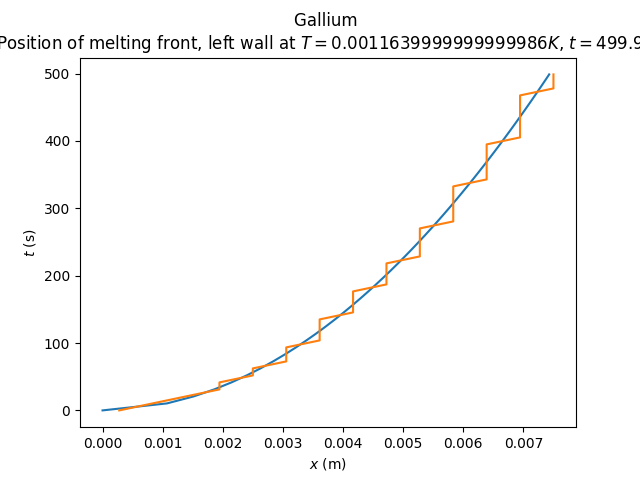 Gallium
Position of melting front, left wall at T = 0.0011639999999999986K, t = 499.9
500
400
300
200
100
0
t (s)
0.000 0.001 0.002 0.003 0.004 0.005 0.006 0.007
x (m)